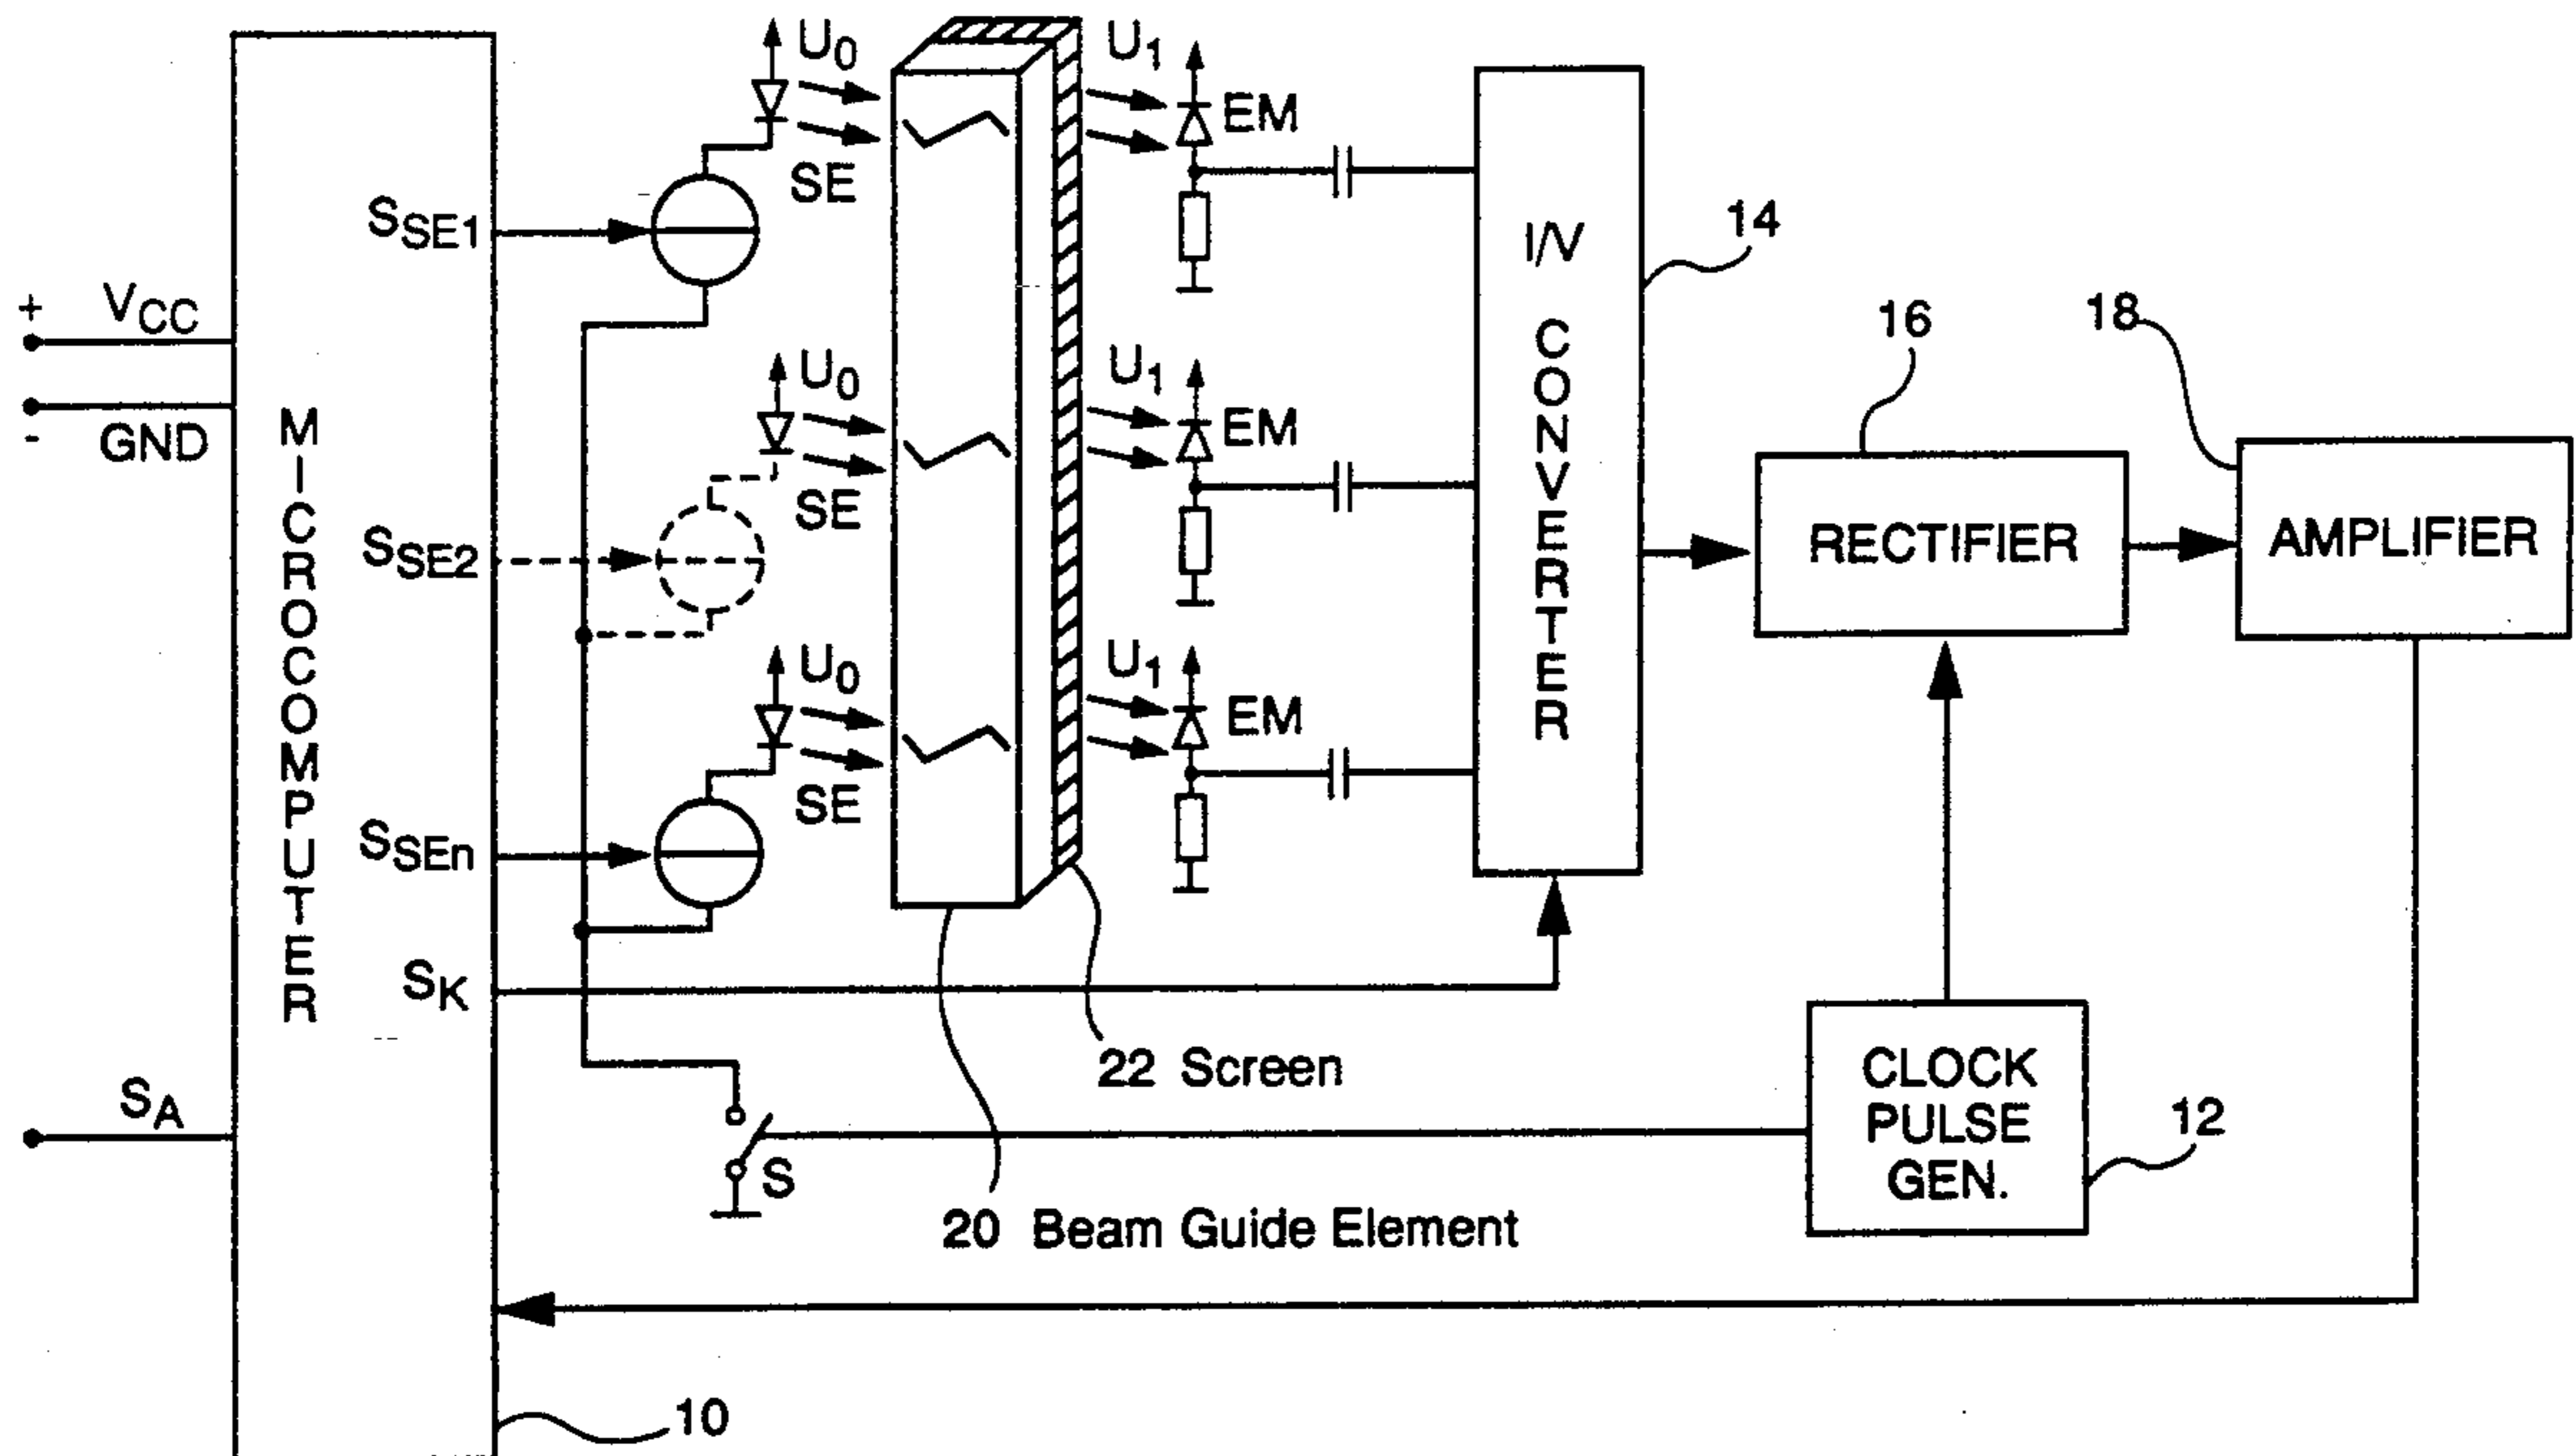 MICROCOMPUTER
+ VCC
- GND
SA
SSE1
SSE2
SSEn
SK
U0
SE
U0
SE
U0
SE
U1
EM
U1
EM
U1
EM
I/V CONVERTER
14
16
RECTIFIER
18
AMPLIFIER
CLOCK
PULSE
GEN.
12
22 Screen
S
20 Beam Guide Element
10